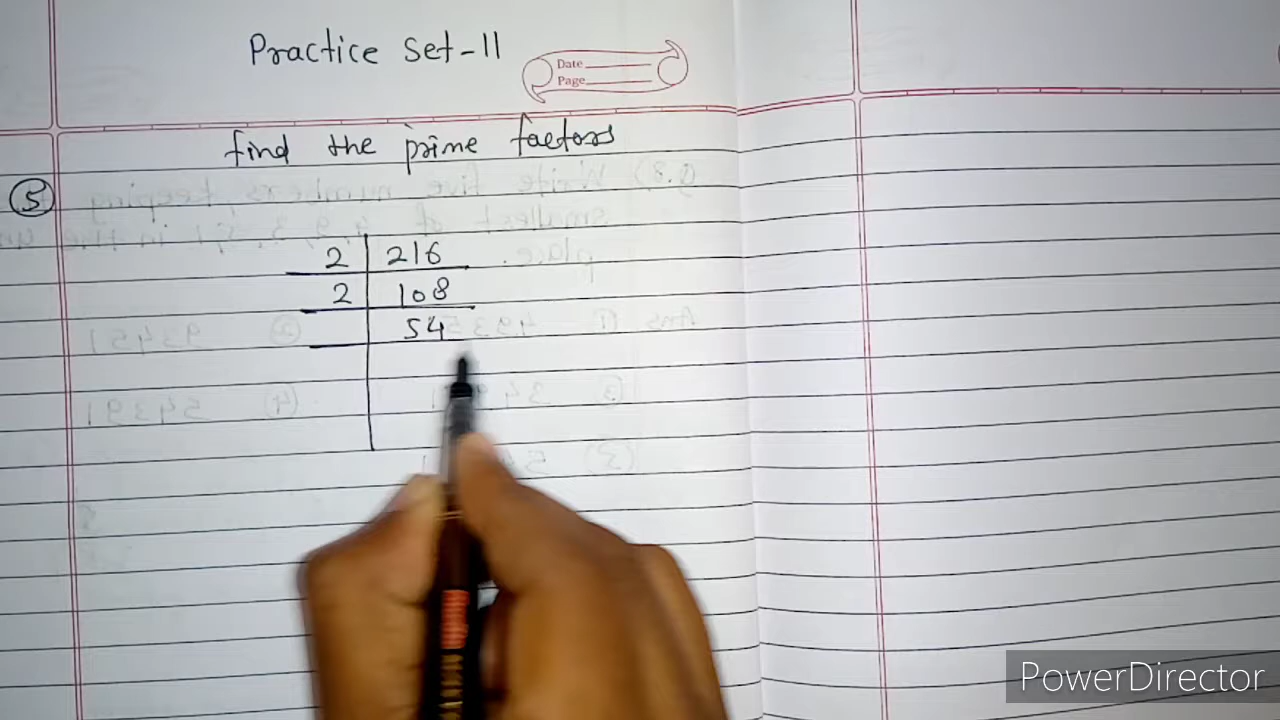 Practice Set-11
Date
Page
find the prime factors
5
2 216
2 108
54
PowerDirector